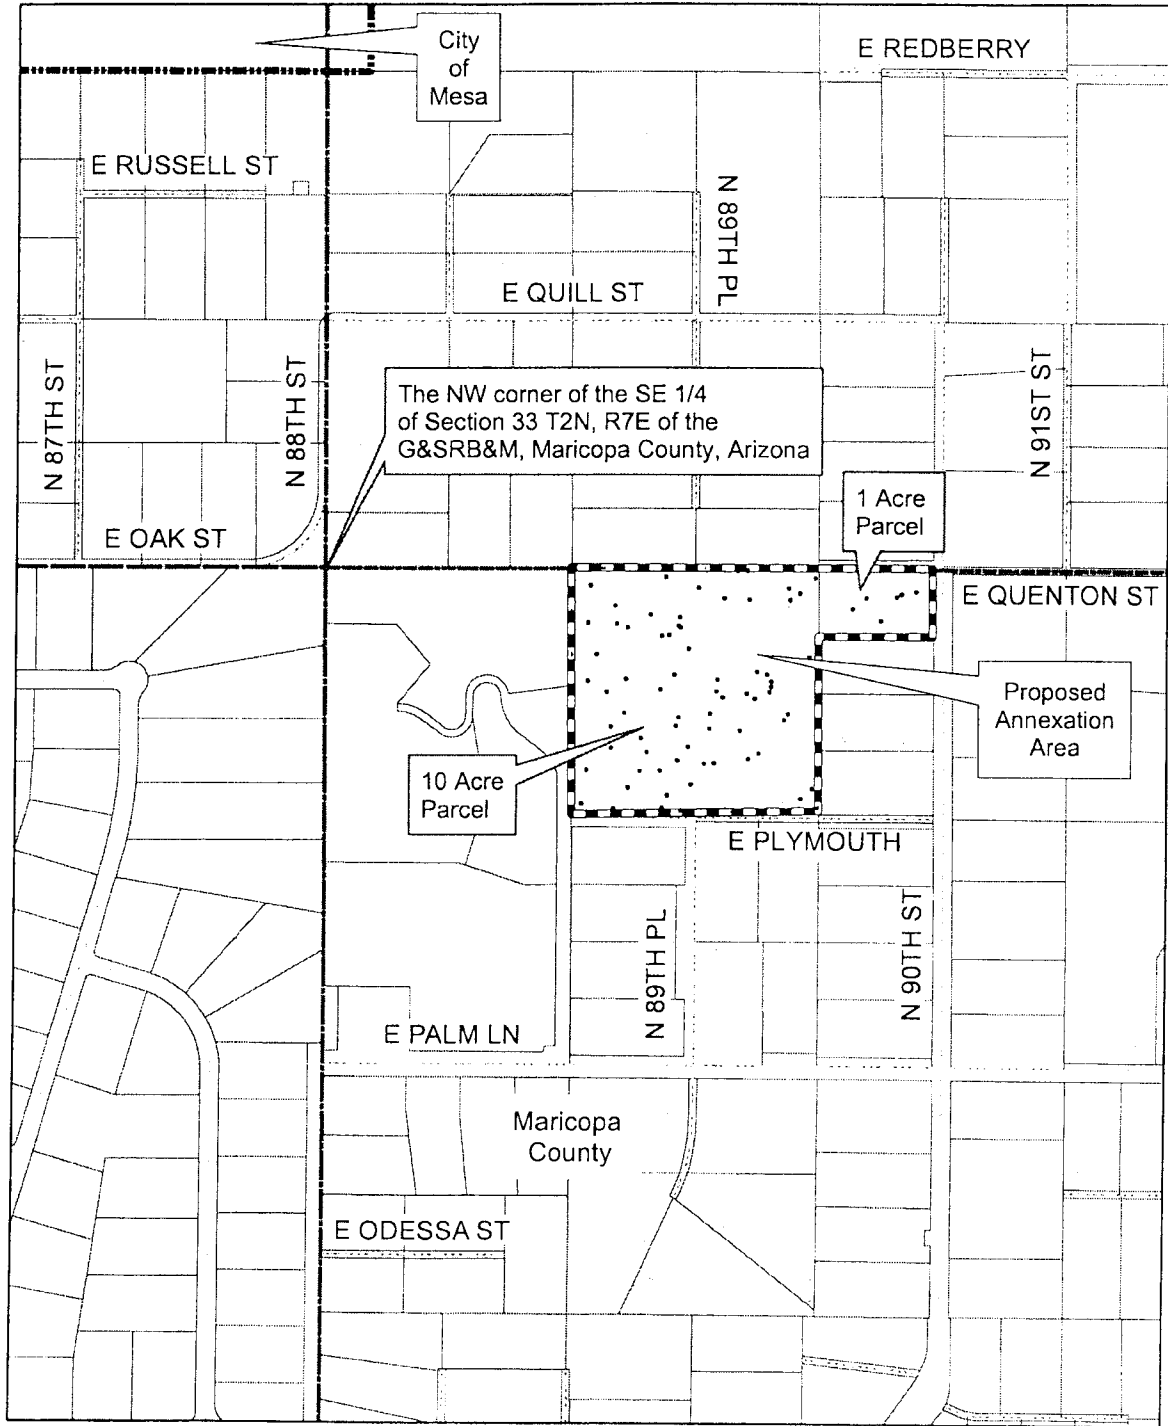 City
of
Mesa
E REDBERRY
E RUSSELL ST
N 89TH PL
E QUILL ST
N 87TH ST
N 88TH ST
The NW corner of the SE 1/4
of Section 33 T2N, R7E of the
G&SRB&M, Maricopa County, Arizona
N 91ST ST
1 Acre
Parcel
E OAK ST
E QUENTON ST
Proposed
Annexation
Area
10 Acre
Parcel
E PLYMOUTH
N 89TH PL
N 90TH ST
E PALM LN
Maricopa
County
E ODESSA ST